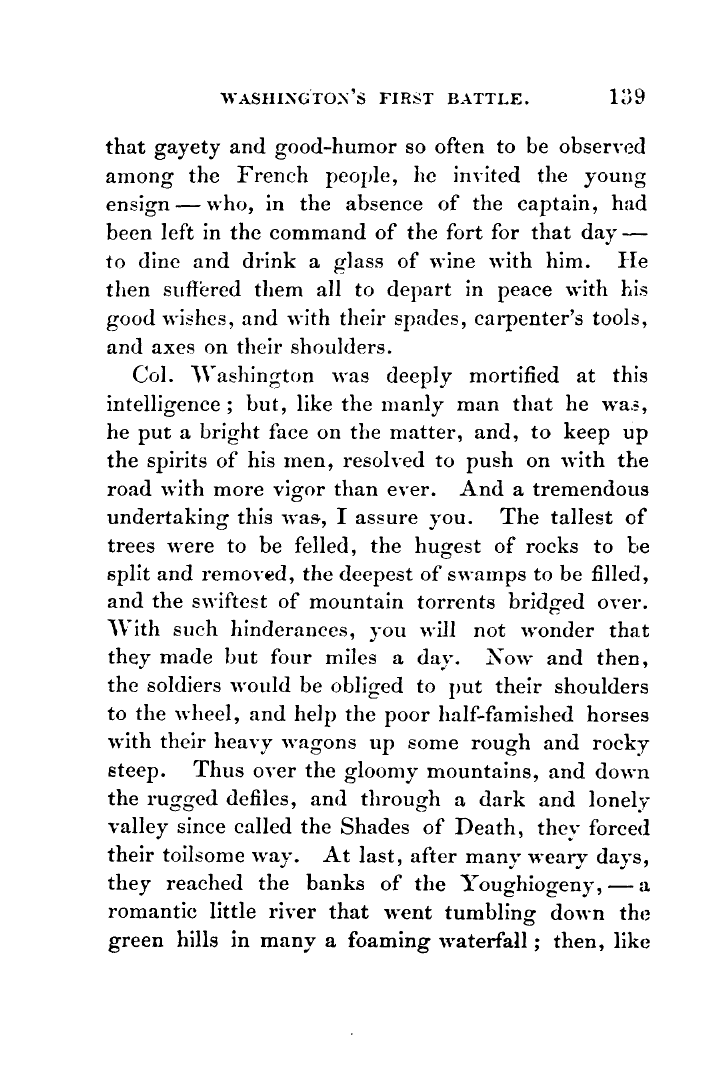 WASHINGTON'S FIRST BATTLE. 139
that gayety and good-humor so often to be observed
among the French people, he invited the young
ensign — who, in the absence of the captain, had
been left in the command of the fort for that day —
to dine and drink a glass of wine with him. He
then suffered them all to depart in peace with his
good wishes, and with their spades, carpenter's tools,
and axes on their shoulders.
Col. Washington was deeply mortified at this
intelligence; but, like the manly man that he was,
he put a bright face on the matter, and, to keep up
the spirits of his men, resolved to push on with the
road with more vigor than ever. And a tremendous
undertaking this was, I assure you. The tallest of
trees were to be felled, the hugest of rocks to be
split and removed, the deepest of swamps to be filled,
and the swiftest of mountain torrents bridged over.
With such hinderances, you will not wonder that
they made but four miles a day. Now and then,
the soldiers would be obliged to put their shoulders
to the wheel, and help the poor half-famished horses
with their heavy wagons up some rough and rocky
steep. Thus over the gloomy mountains, and down
the rugged defiles, and through a dark and lonely
valley since called the Shades of Death, they forced
their toilsome way. At last, after many weary days,
they reached the banks of the Youghiogeny, — a
romantic little river that went tumbling down the
green hills in many a foaming waterfall; then, like